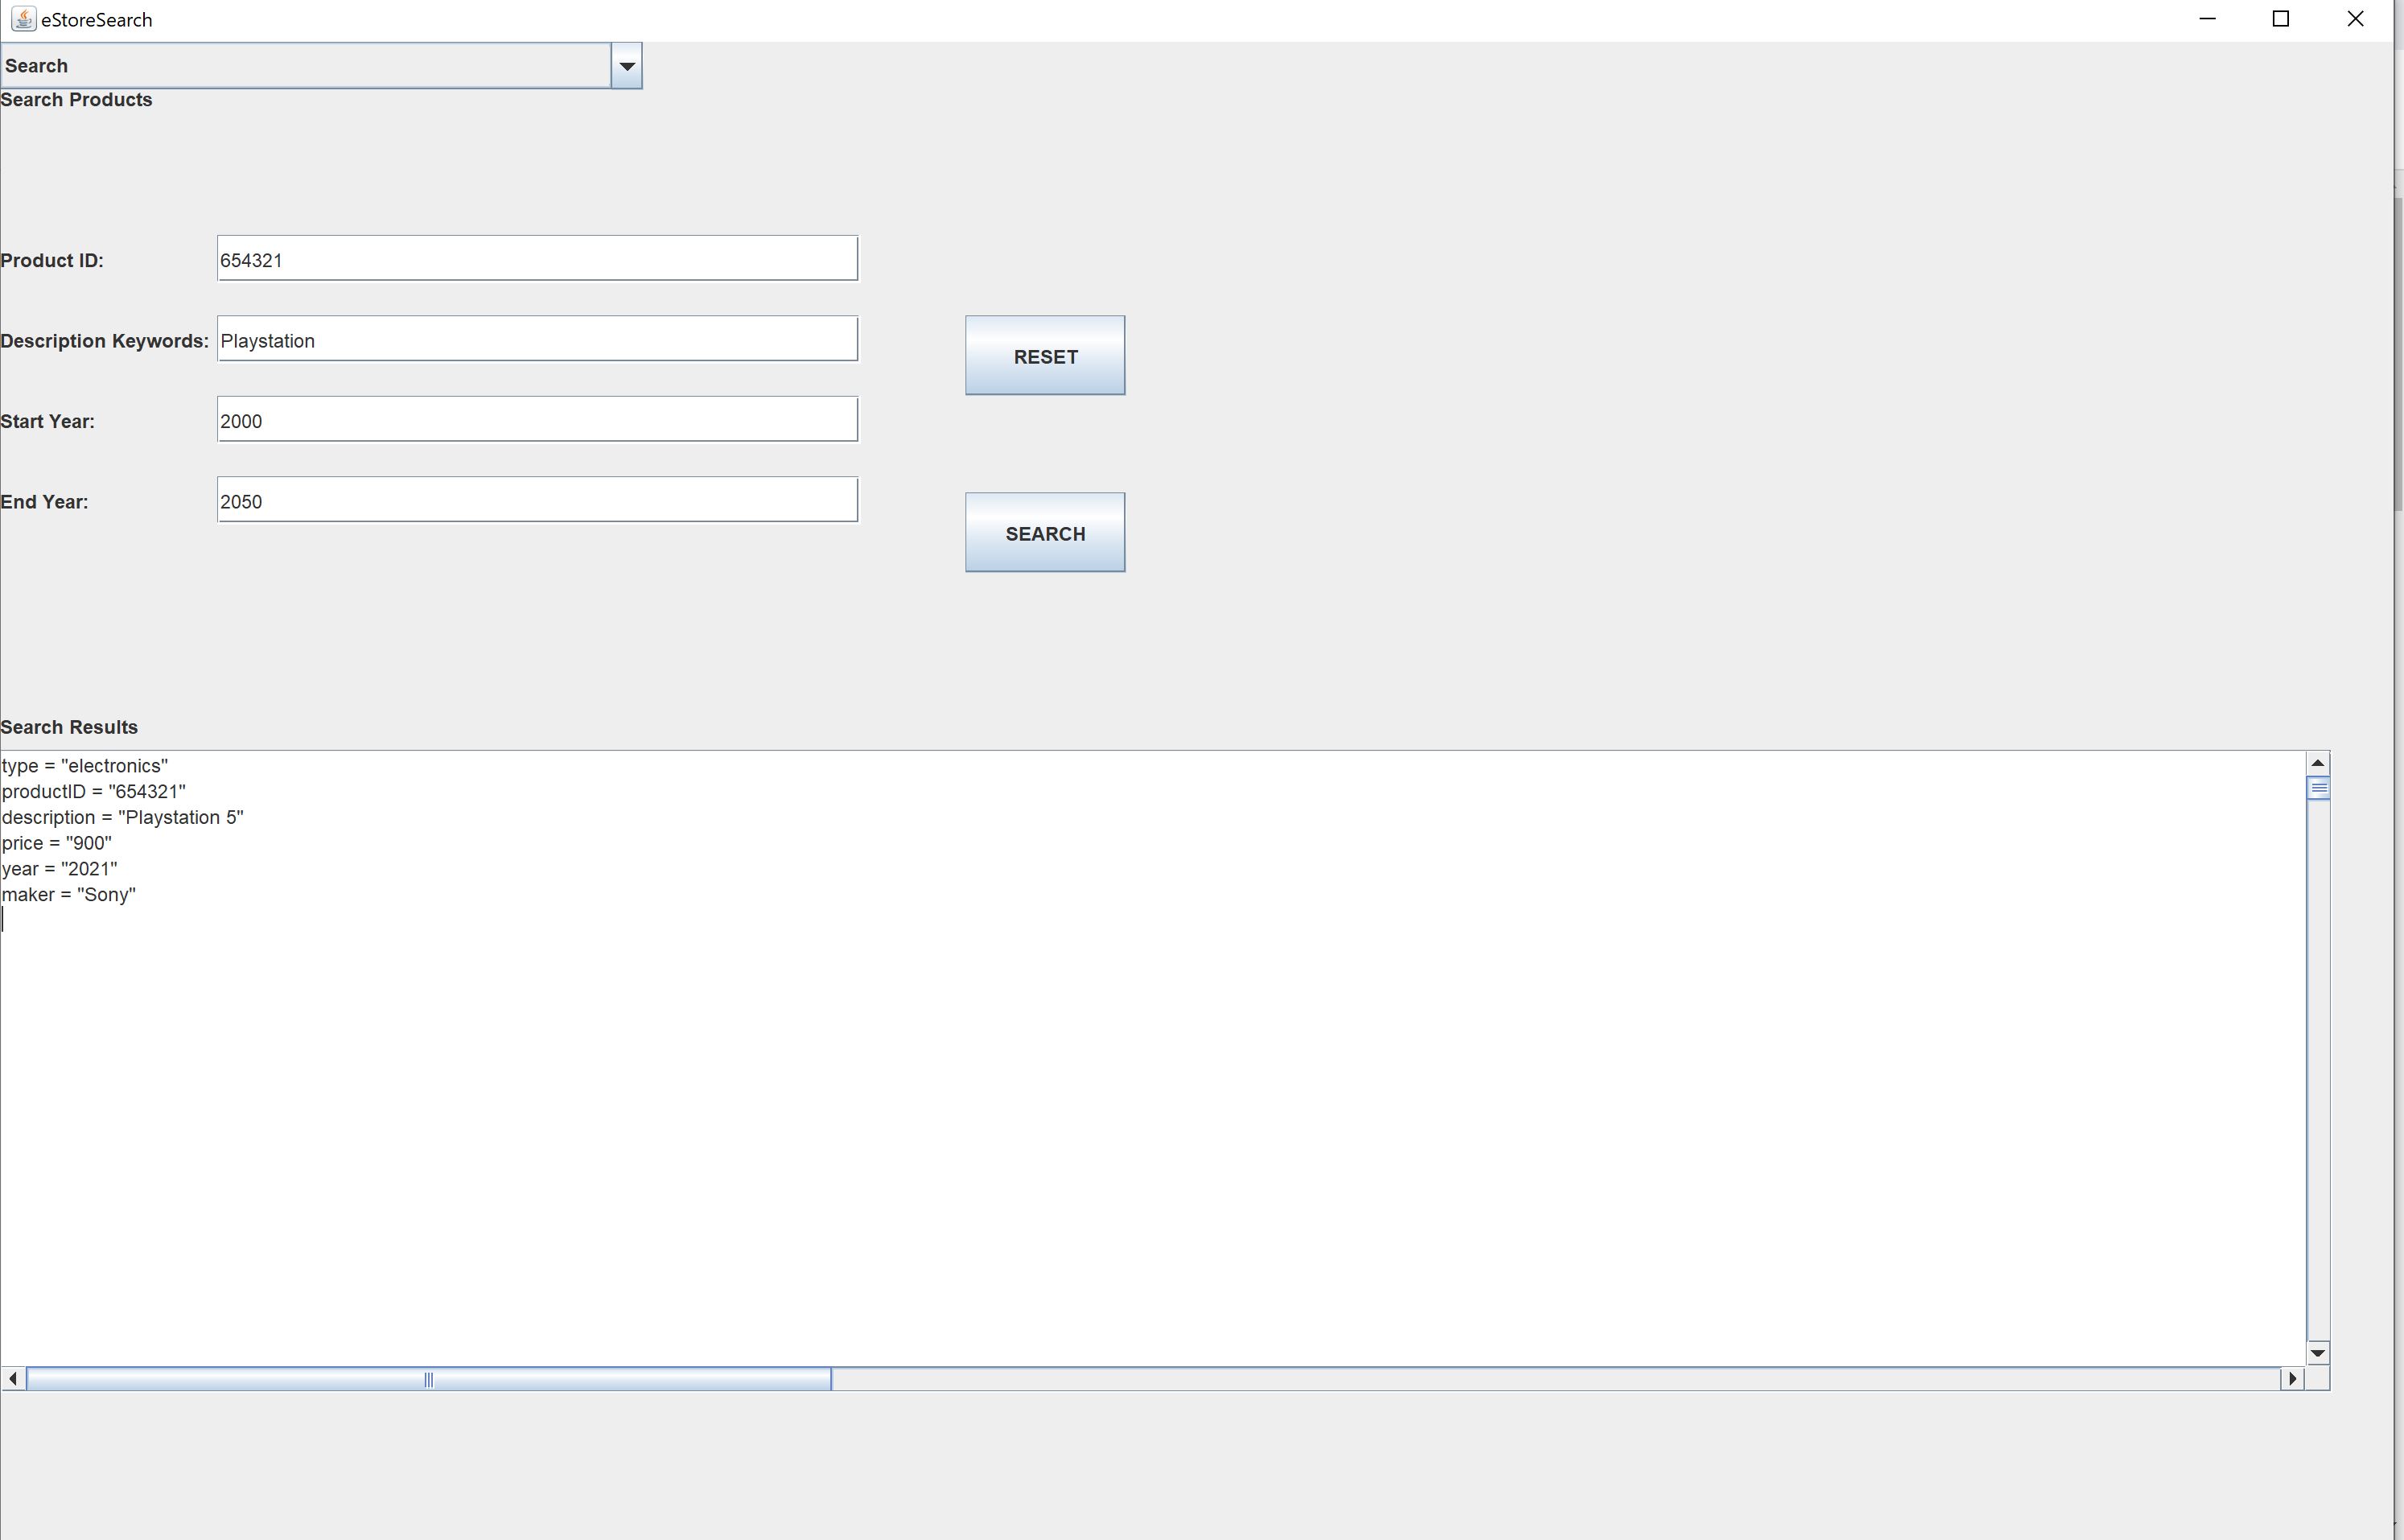 eStoreSearch
Search
Search Products
Product ID: 654321
Description Keywords: Playstation
RESET
Start Year: 2000
End Year: 2050
SEARCH
Search Results
type = "electronics"
productID = "654321"
description = "Playstation 5"
price = "900"
year = "2021"
maker = "Sony"